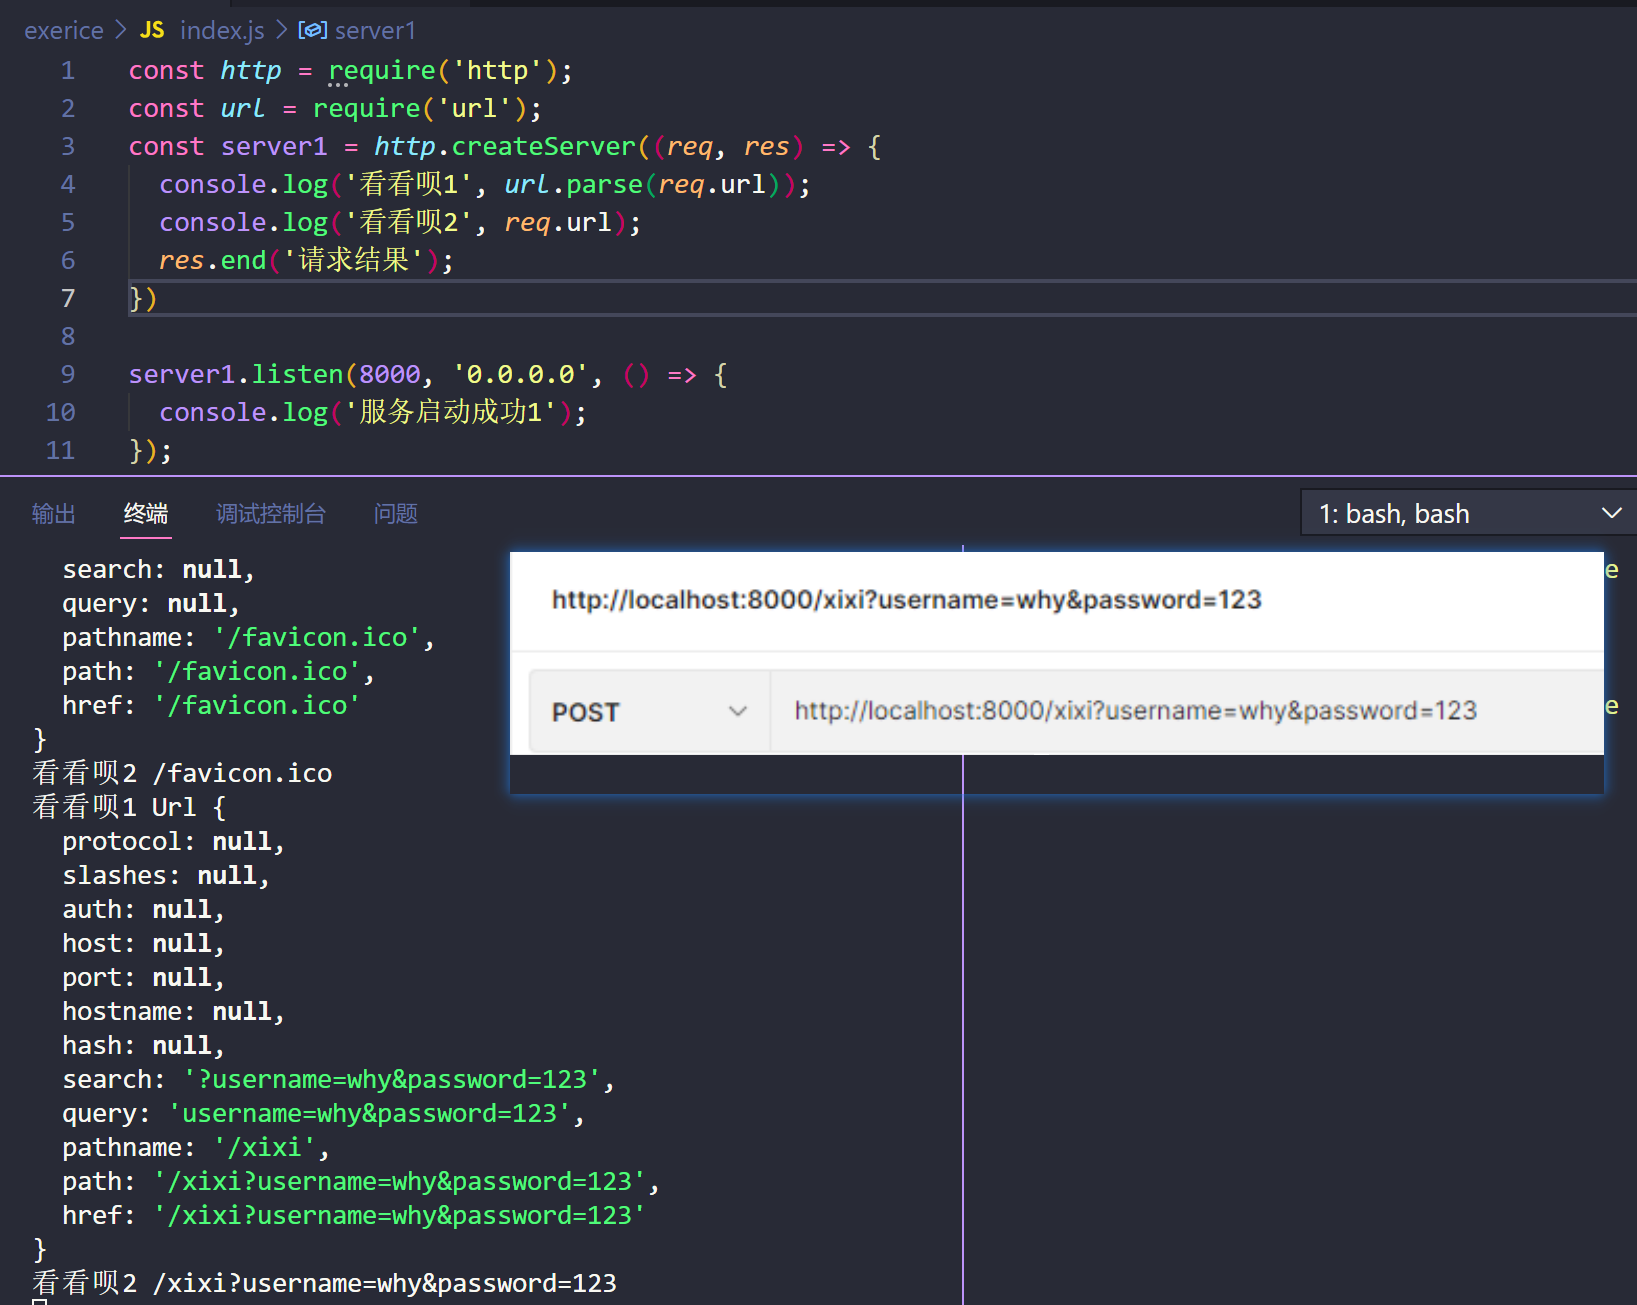 exerice > JS index.js > server1
1 const http = require('http');
2 const url = require('url');
3 const server1 = http.createServer((req, res) => {
4 console.log('看看呗1', url.parse(req.url));
5 console.log('看看呗2', req.url);
6 res.end('请求结果');
7 })
8
9 server1.listen(8000, '0.0.0.0', () => {
10 console.log('服务启动成功1');
11 });
输出 终端 调试控制台 问题 1: bash, bash
search: null,
query: null,
pathname: '/favicon.ico',
path: '/favicon.ico',
href: '/favicon.ico'
}
看看呗2 /favicon.ico
看看呗1 Url {
protocol: null,
slashes: null,
auth: null,
host: null,
port: null,
hostname: null,
hash: null,
search: '?username=why&password=123',
query: 'username=why&password=123',
pathname: '/xixi',
path: '/xixi?username=why&password=123',
href: '/xixi?username=why&password=123'
}
看看呗2 /xixi?username=why&password=123
http://localhost:8000/xixi?username=why&password=123
POST http://localhost:8000/xixi?username=why&password=123
e
e